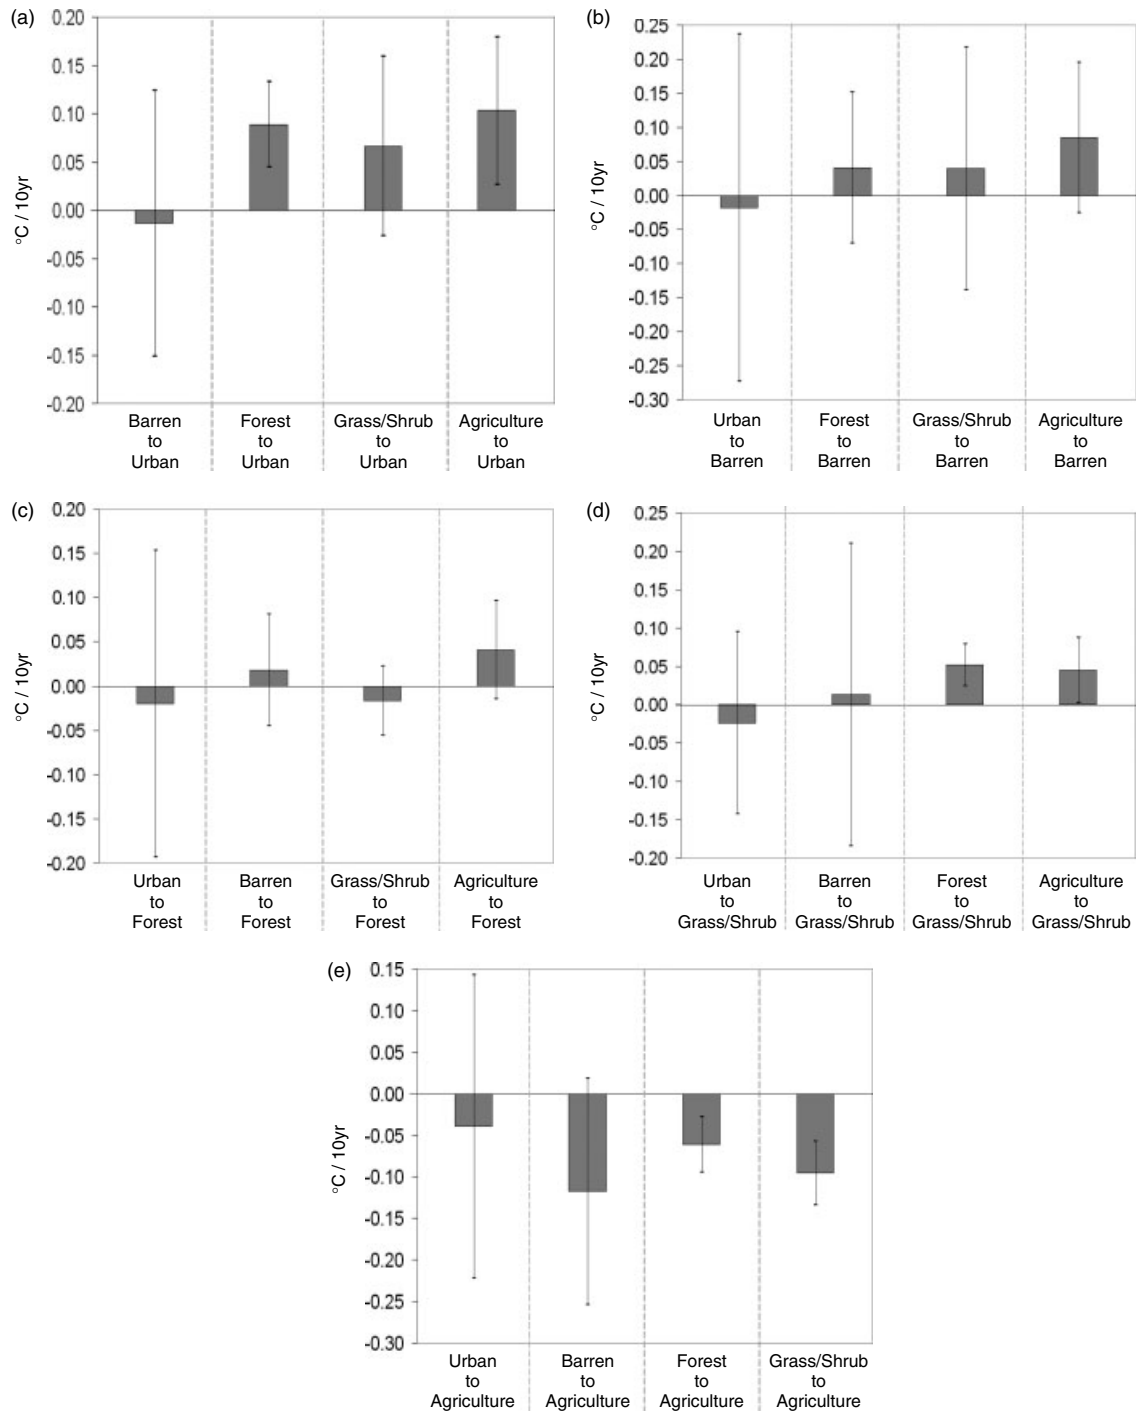 (a)
0.20
0.15
0.10
0.05
0.00
-0.05
-0.10
-0.15
-0.20
°C / 10yr
Barren to Urban
Forest to Urban
Grass/Shrub to Urban
Agriculture to Urban
(b)
0.25
0.20
0.15
0.10
0.05
0.00
-0.05
-0.10
-0.15
-0.20
-0.25
-0.30
°C / 10yr
Urban to Barren
Forest to Barren
Grass/Shrub to Barren
Agriculture to Barren
(c)
0.20
0.15
0.10
0.05
0.00
-0.05
-0.10
-0.15
-0.20
°C / 10yr
Urban to Forest
Barren to Forest
Grass/Shrub to Forest
Agriculture to Forest
(d)
0.25
0.20
0.15
0.10
0.05
0.00
-0.05
-0.10
-0.15
-0.20
°C / 10yr
Urban to Grass/Shrub
Barren to Grass/Shrub
Forest to Grass/Shrub
Agriculture to Grass/Shrub
(e)
0.15
0.10
0.05
0.00
-0.05
-0.10
-0.15
-0.20
-0.25
-0.30
°C / 10yr
Urban to Agriculture
Barren to Agriculture
Forest to Agriculture
Grass/Shrub to Agriculture